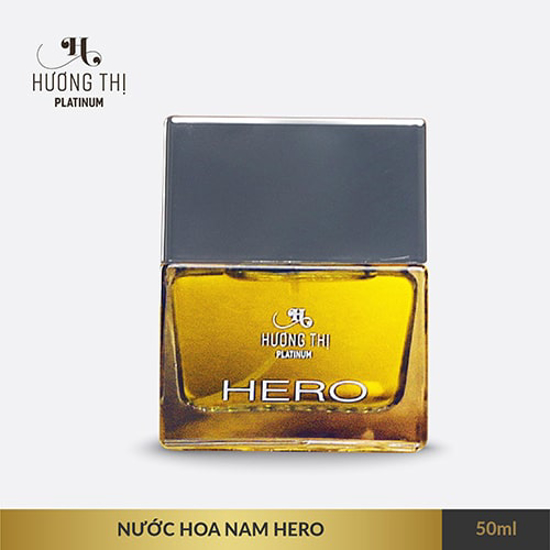 HƯƠNG THỊ
PLATINUM
HƯƠNG THỊ
PLATINUM
HERO
NƯỚC HOA NAM HERO
50ml